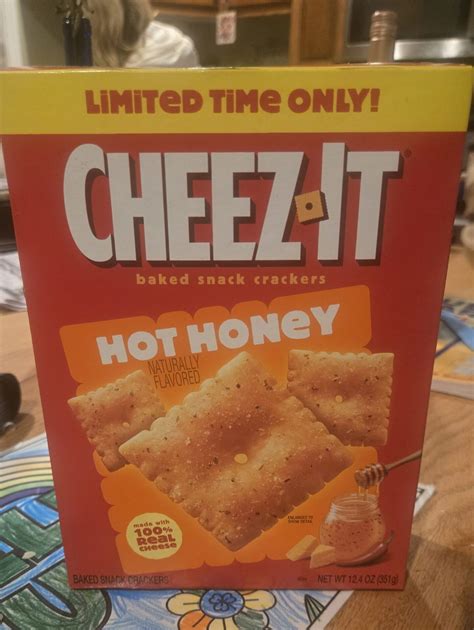 LiMiTeD TiMe ONLY!
CHEEZ-IT®
baked snack crackers
HOT HONeY
NATURALLY
FLAVORED
made with
100%
Real
CHeese
ENLARGED TO
SHOW DETAIL
BAKED SNACK CRACKERS
NET WT 12.4 OZ (351g)